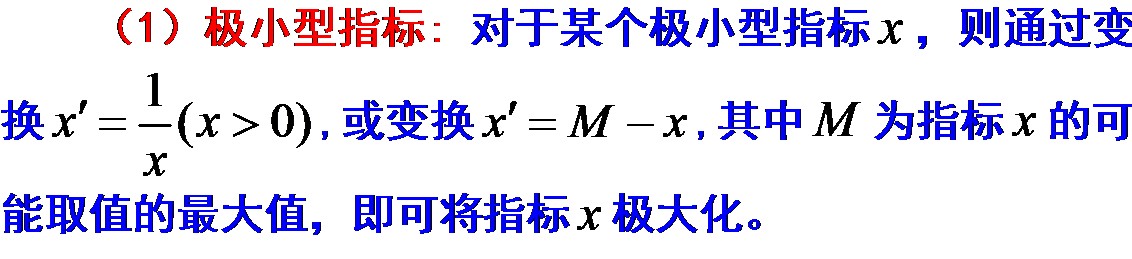 （1）极小型指标：对于某个极小型指标 x ，则通过变
换 x′ = 1/x (x > 0) ,或变换 x′ = M − x ,其中 M 为指标 x 的可
能取值的最大值，即可将指标 x 极大化。